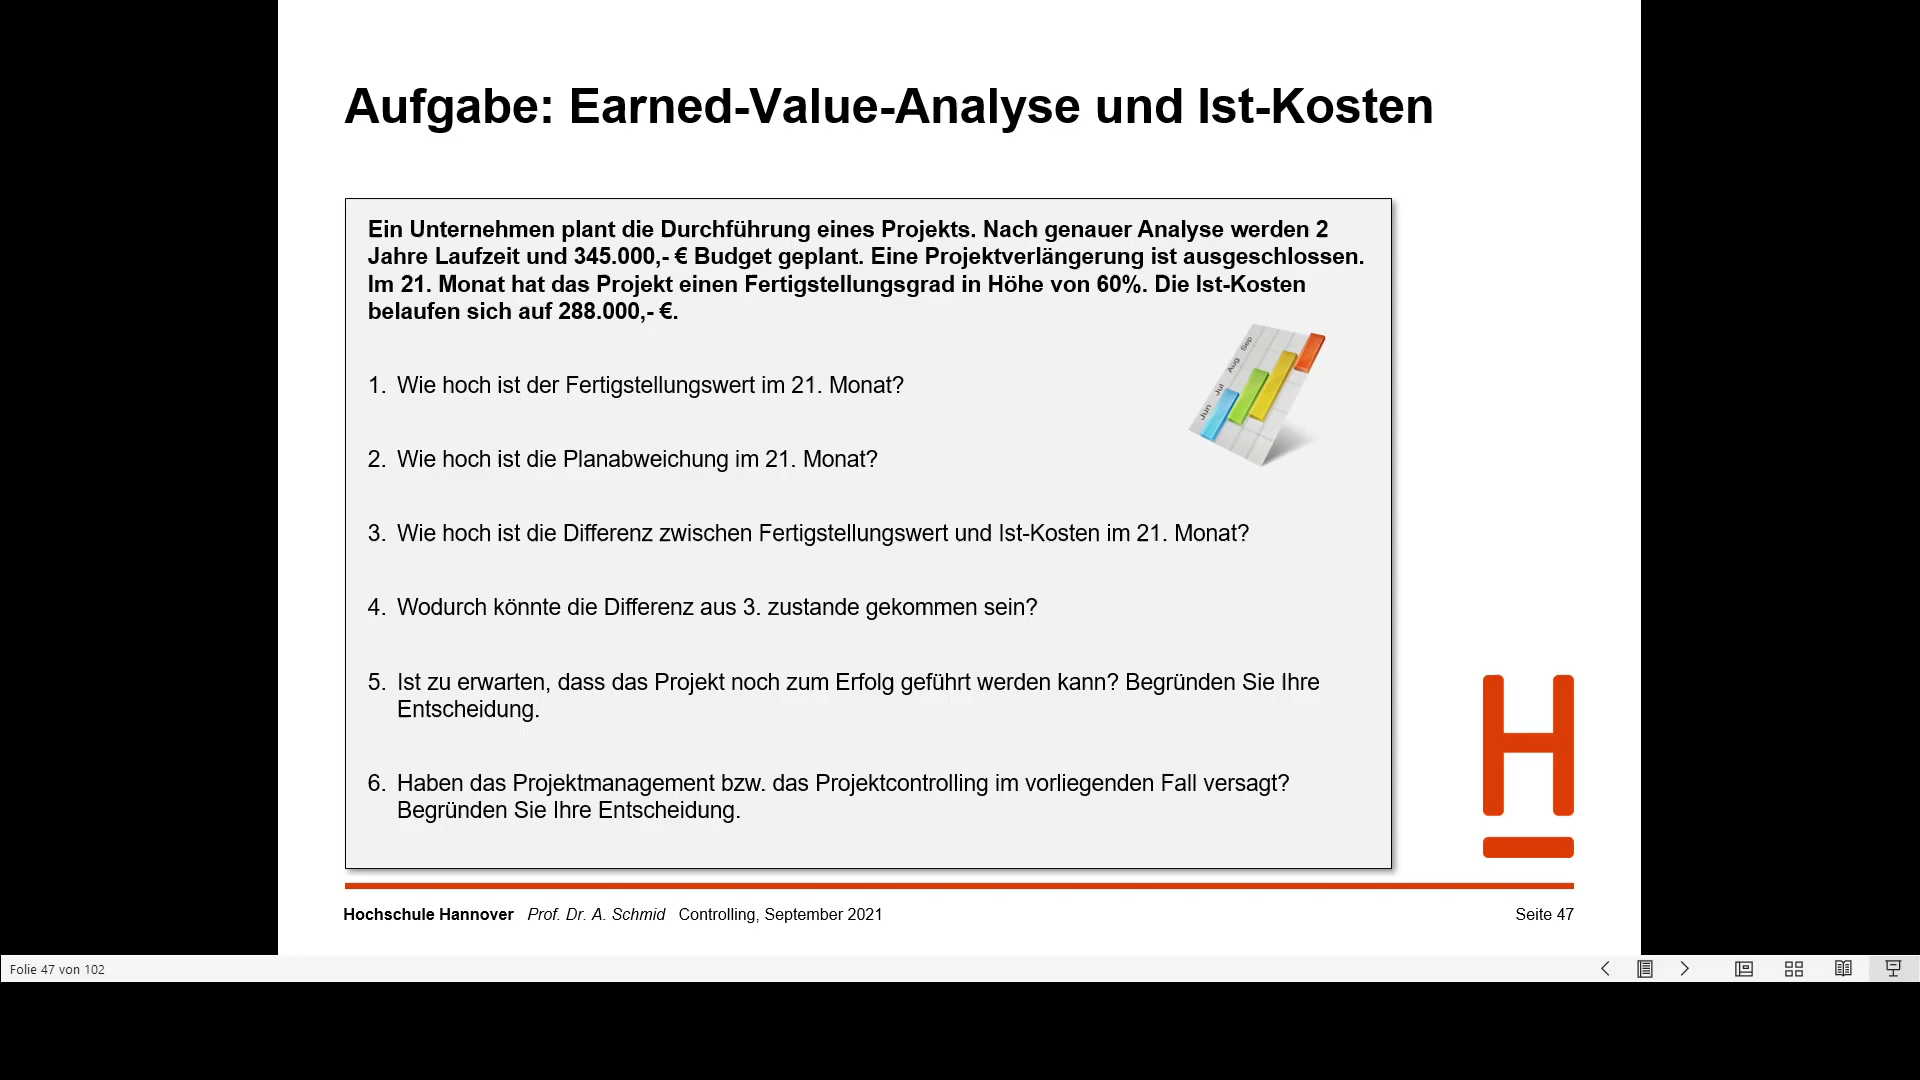 Aufgabe: Earned-Value-Analyse und Ist-Kosten
Ein Unternehmen plant die Durchführung eines Projekts. Nach genauer Analyse werden 2
Jahre Laufzeit und 345.000,- € Budget geplant. Eine Projektverlängerung ist ausgeschlossen.
Im 21. Monat hat das Projekt einen Fertigstellungsgrad in Höhe von 60%. Die Ist-Kosten
belaufen sich auf 288.000,- €.
1. Wie hoch ist der Fertigstellungswert im 21. Monat?
2. Wie hoch ist die Planabweichung im 21. Monat?
3. Wie hoch ist die Differenz zwischen Fertigstellungswert und Ist-Kosten im 21. Monat?
4. Wodurch könnte die Differenz aus 3. zustande gekommen sein?
5. Ist zu erwarten, dass das Projekt noch zum Erfolg geführt werden kann? Begründen Sie Ihre
Entscheidung.
6. Haben das Projektmanagement bzw. das Projektcontrolling im vorliegenden Fall versagt?
Begründen Sie Ihre Entscheidung.
Jun
Jul
Aug
Sep
H
Hochschule Hannover Prof. Dr. A. Schmid Controlling, September 2021
Seite 47
Folie 47 von 102